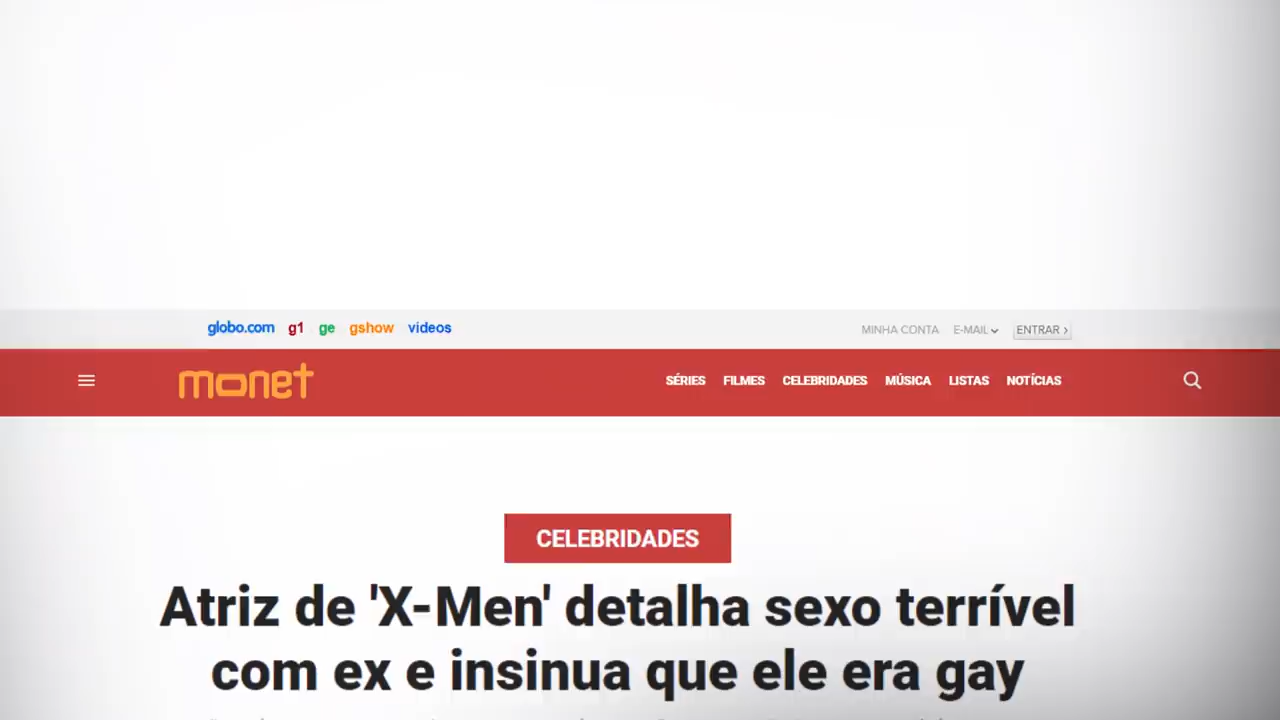 globo.com g1 ge gshow videos MINHA CONTA E-MAIL ENTRAR ›
monet SÉRIES FILMES CELEBRIDADES MÚSICA LISTAS NOTÍCIAS
CELEBRIDADES
Atriz de 'X-Men' detalha sexo terrível
com ex e insinua que ele era gay